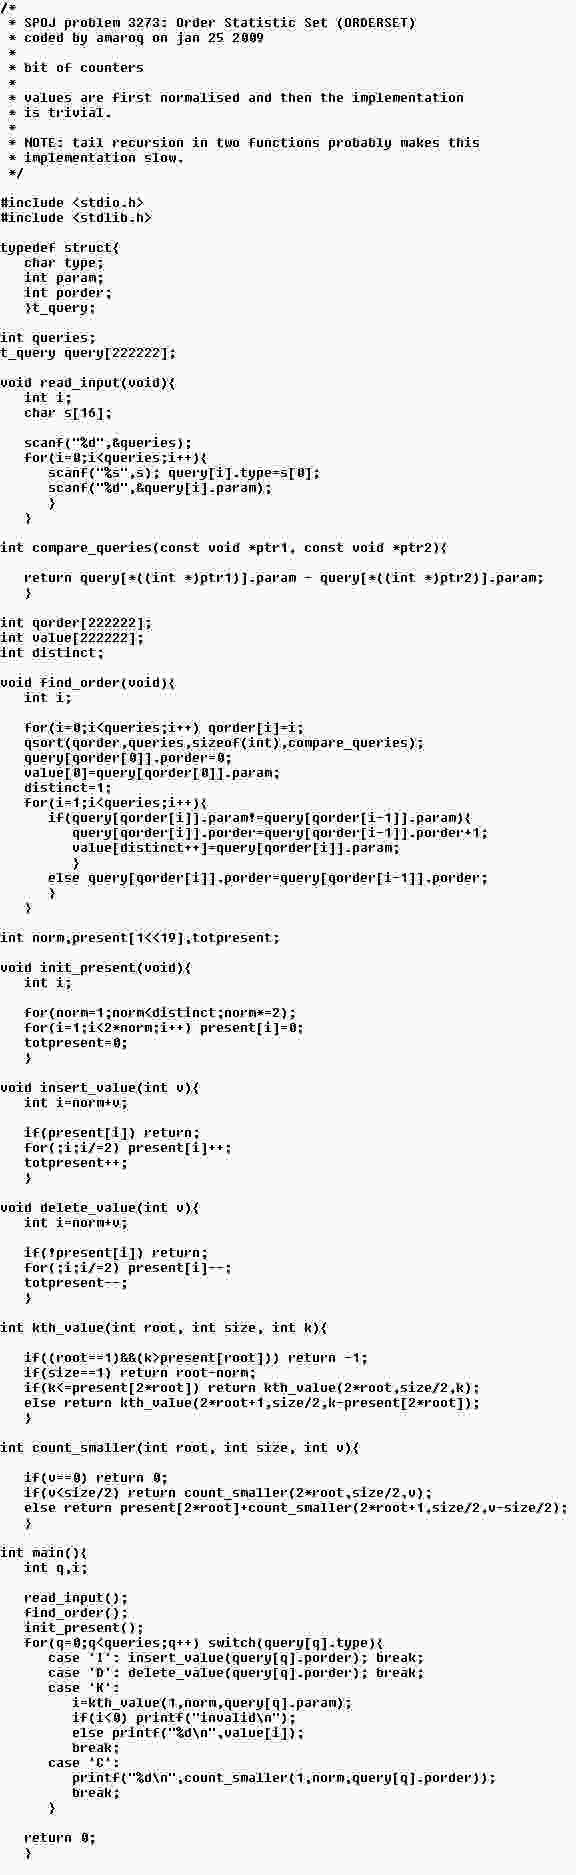 /*
 * SPOJ problem 3273: Order Statistic Set (ORDERSET)
 * coded by amaroq on jan 25 2009
 *
 * bit of counters
 *
 * values are first normalised and then the implementation
 * is trivial.
 *
 * NOTE: tail recursion in two functions probably makes this
 * implementation slow.
 */

#include <stdio.h>
#include <stdlib.h>

typedef struct{
   char type;
   int param;
   int porder;
   }t_query;

int queries;
t_query query[222222];

void read_input(void){
   int i;
   char s[16];

   scanf("%d",&queries);
   for(i=0;i<queries;i++){
      scanf("%s",s); query[i].type=s[0];
      scanf("%d",&query[i].param);
      }
   }

int compare_queries(const void *ptr1, const void *ptr2){

   return query[*((int *)ptr1)].param - query[*((int *)ptr2)].param;
   }

int qorder[222222];
int value[222222];
int distinct;

void find_order(void){
   int i;

   for(i=0;i<queries;i++) qorder[i]=i;
   qsort(qorder,queries,sizeof(int),compare_queries);
   query[qorder[0]].porder=0;
   value[0]=query[qorder[0]].param;
   distinct=1;
   for(i=1;i<queries;i++){
      if(query[qorder[i]].param!=query[qorder[i-1]].param){
         query[qorder[i]].porder=query[qorder[i-1]].porder+1;
         value[distinct++]=query[qorder[i]].param;
         }
      else query[qorder[i]].porder=query[qorder[i-1]].porder;
      }
   }

int norm,present[1<<19],totpresent;

void init_present(void){
   int i;

   for(norm=1;norm<distinct;norm*=2);
   for(i=1;i<2*norm;i++) present[i]=0;
   totpresent=0;
   }

void insert_value(int v){
   int i=norm+v;

   if(present[i]) return;
   for(;i;i/=2) present[i]++;
   totpresent++;
   }

void delete_value(int v){
   int i=norm+v;

   if(!present[i]) return;
   for(;i;i/=2) present[i]--;
   totpresent--;
   }

int kth_value(int root, int size, int k){

   if((root==1)&&(k>present[root])) return -1;
   if(size==1) return root-norm;
   if(k<=present[2*root]) return kth_value(2*root,size/2,k);
   else return kth_value(2*root+1,size/2,k-present[2*root]);
   }

int count_smaller(int root, int size, int v){

   if(v==0) return 0;
   if(v<size/2) return count_smaller(2*root,size/2,v);
   else return present[2*root]+count_smaller(2*root+1,size/2,v-size/2);
   }

int main(){
   int q,i;

   read_input();
   find_order();
   init_present();
   for(q=0;q<queries;q++) switch(query[q].type){
      case 'I': insert_value(query[q].porder); break;
      case 'D': delete_value(query[q].porder); break;
      case 'K':
         i=kth_value(1,norm,query[q].param);
         if(i<0) printf("invalid\n");
         else printf("%d\n",value[i]);
         break;
      case 'C':
         printf("%d\n",count_smaller(1,norm,query[q].porder));
         break;
      }

   return 0;
   }